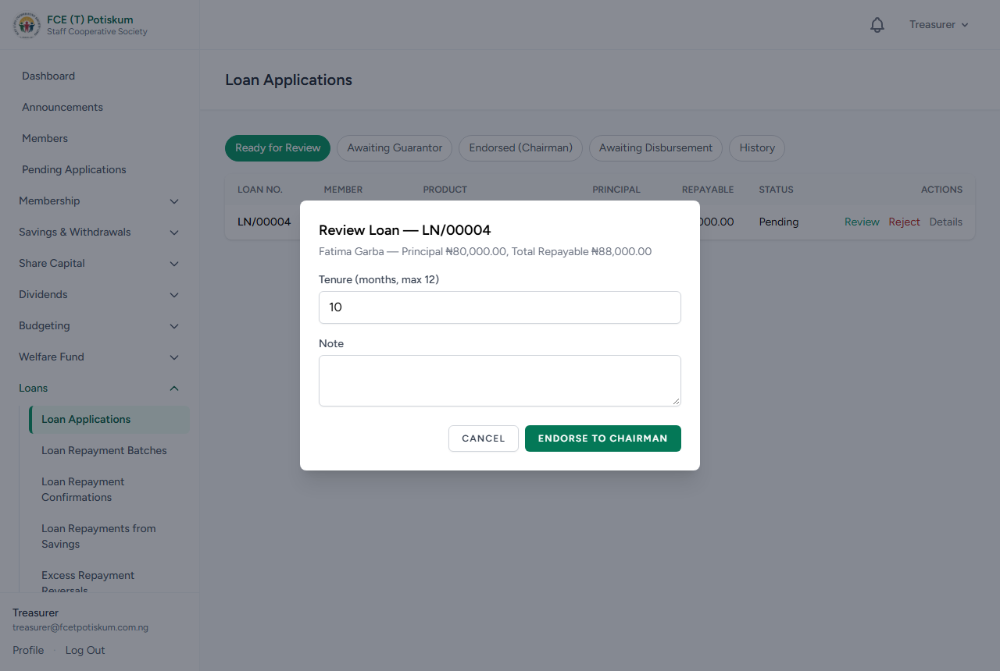 FCE (T) Potiskum
Staff Cooperative Society
Treasurer
Dashboard
Announcements
Members
Pending Applications
Membership
Savings & Withdrawals
Share Capital
Dividends
Budgeting
Welfare Fund
Loans
Loan Applications
Loan Repayment Batches
Loan Repayment
Confirmations
Loan Repayments from
Savings
Excess Repayment
Reversals
Treasurer
treasurer@fcetpotiskum.com.ng
Profile · Log Out
Loan Applications
Ready for Review Awaiting Guarantor Endorsed (Chairman) Awaiting Disbursement History
LOAN NO. MEMBER PRODUCT PRINCIPAL REPAYABLE STATUS ACTIONS
LN/00004 000.00 Pending Review Reject Details
Review Loan — LN/00004
Fatima Garba — Principal ₦80,000.00, Total Repayable ₦88,000.00
Tenure (months, max 12)
10
Note
CANCEL ENDORSE TO CHAIRMAN